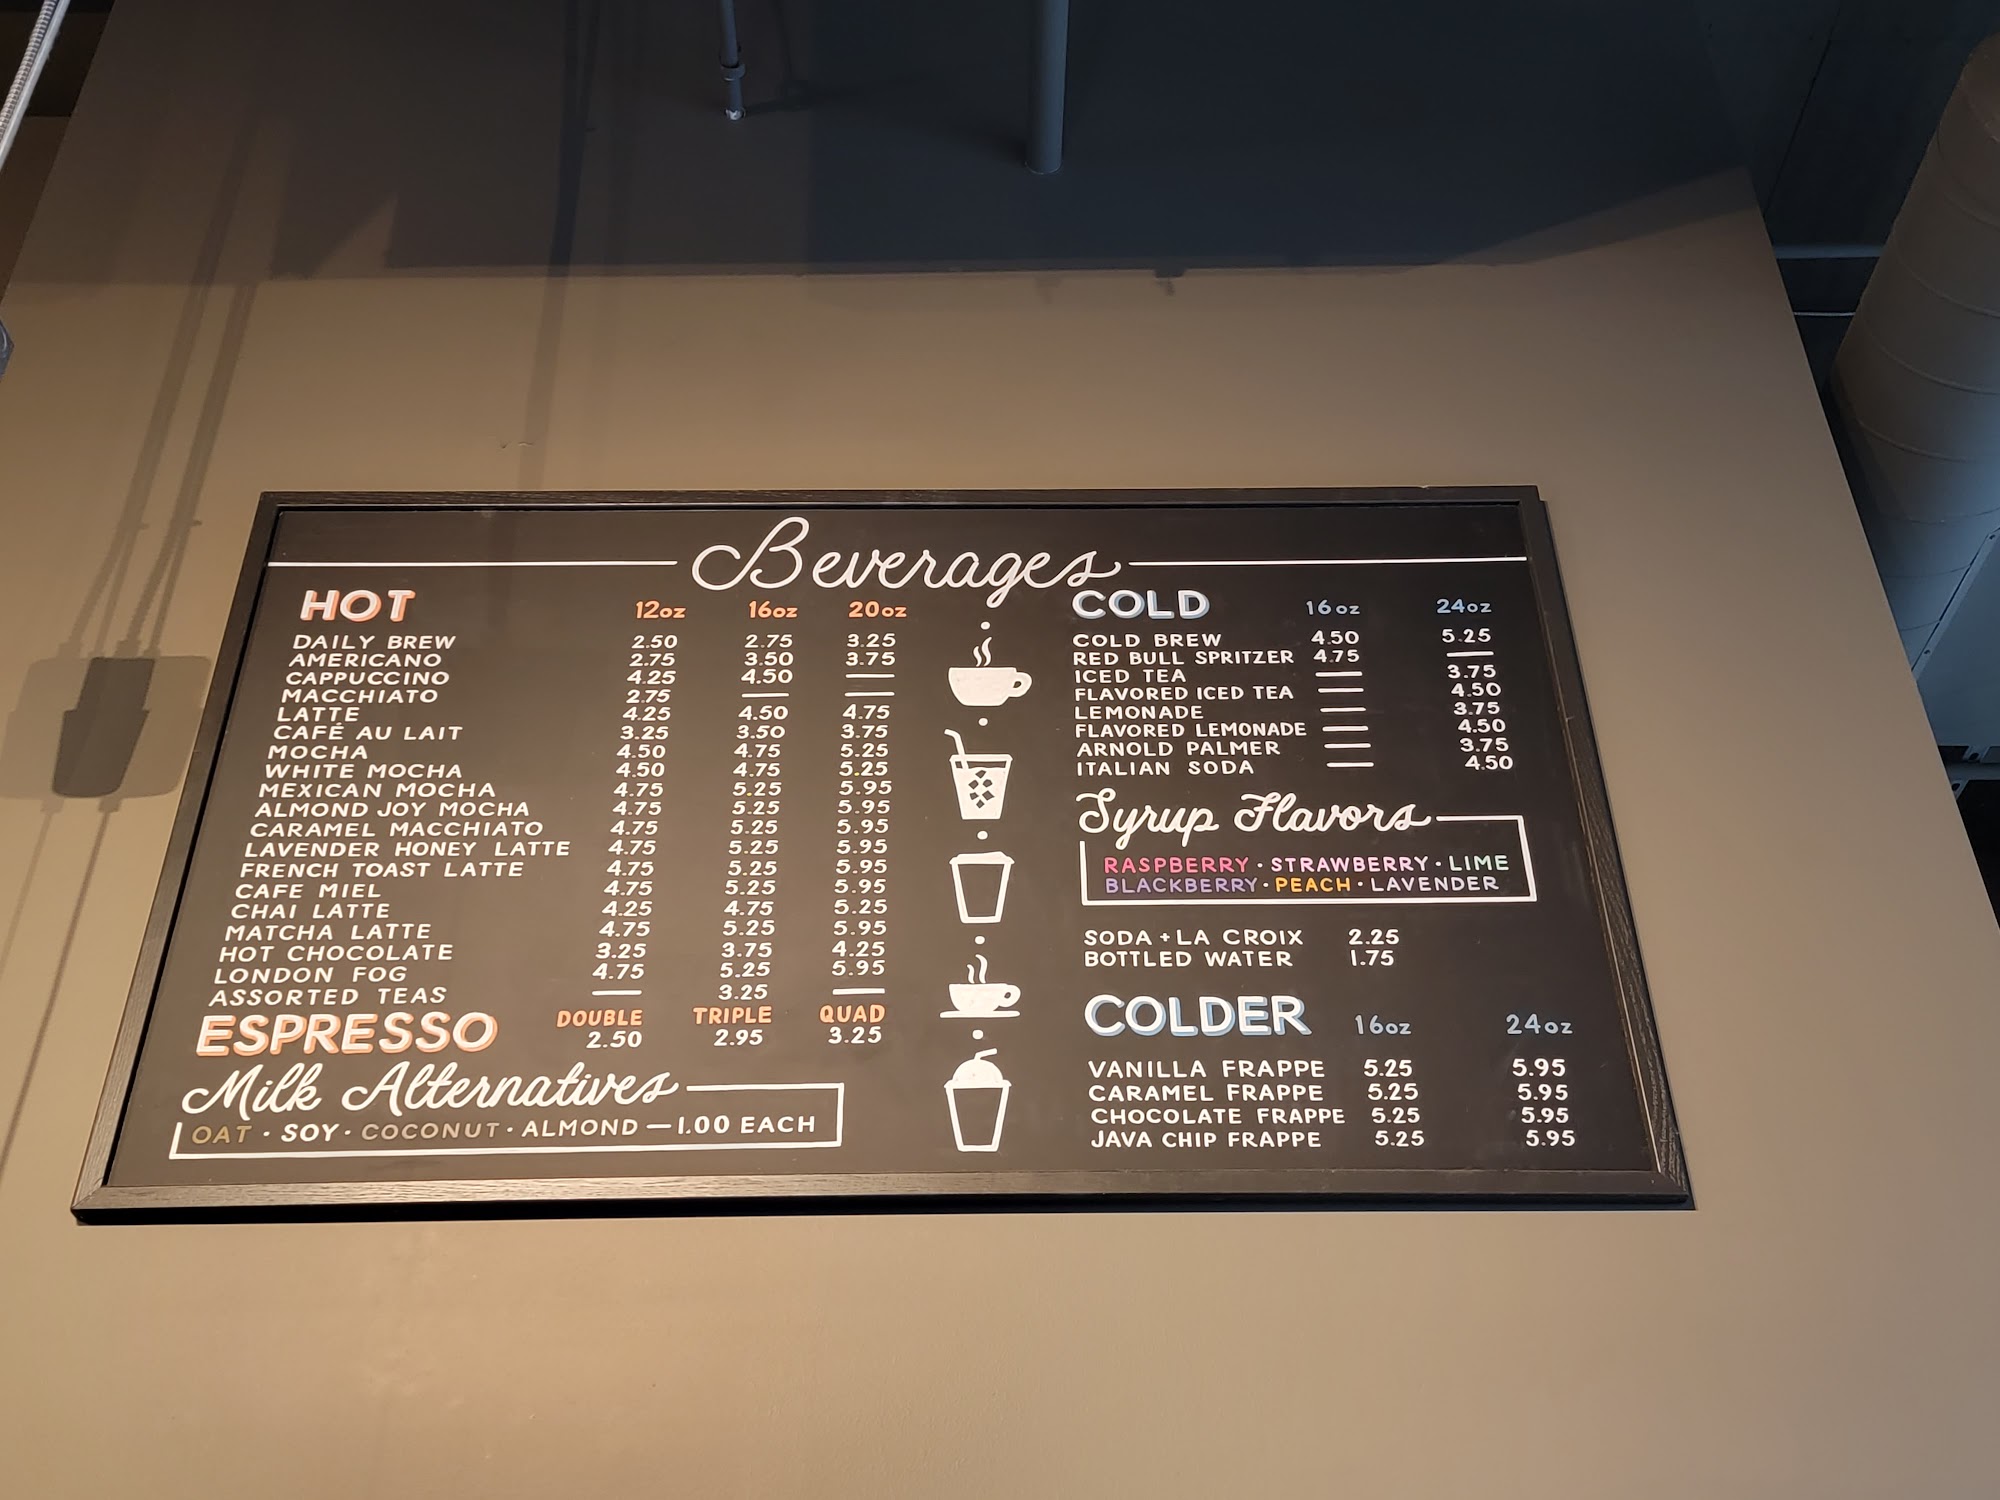 Beverages
HOT 12oz 16oz 20oz
DAILY BREW 2.50 2.75 3.25
AMERICANO 2.75 3.50 3.75
CAPPUCCINO 4.25 4.50 —
MACCHIATO 2.75 — —
LATTE 4.25 4.50 4.75
CAFÉ AU LAIT 3.25 3.50 3.75
MOCHA 4.50 4.75 5.25
WHITE MOCHA 4.50 4.75 5.25
MEXICAN MOCHA 4.75 5.25 5.95
ALMOND JOY MOCHA 4.75 5.25 5.95
CARAMEL MACCHIATO 4.75 5.25 5.95
LAVENDER HONEY LATTE 4.75 5.25 5.95
FRENCH TOAST LATTE 4.75 5.25 5.95
CAFE MIEL 4.75 5.25 5.95
CHAI LATTE 4.25 4.75 5.25
MATCHA LATTE 4.75 5.25 5.95
HOT CHOCOLATE 3.25 3.75 4.25
LONDON FOG 4.75 5.25 5.95
ASSORTED TEAS — 3.25 —
ESPRESSO DOUBLE TRIPLE QUAD
2.50 2.95 3.25
Milk Alternatives
OAT · SOY · COCONUT · ALMOND — 1.00 EACH
COLD 16oz 24oz
COLD BREW 4.50 5.25
RED BULL SPRITZER 4.75 —
ICED TEA — 3.75
FLAVORED ICED TEA — 4.50
LEMONADE — 3.75
FLAVORED LEMONADE — 4.50
ARNOLD PALMER — 3.75
ITALIAN SODA — 4.50
Syrup Flavors
RASPBERRY · STRAWBERRY · LIME
BLACKBERRY · PEACH · LAVENDER
SODA + LA CROIX 2.25
BOTTLED WATER 1.75
COLDER 16oz 24oz
VANILLA FRAPPE 5.25 5.95
CARAMEL FRAPPE 5.25 5.95
CHOCOLATE FRAPPE 5.25 5.95
JAVA CHIP FRAPPE 5.25 5.95